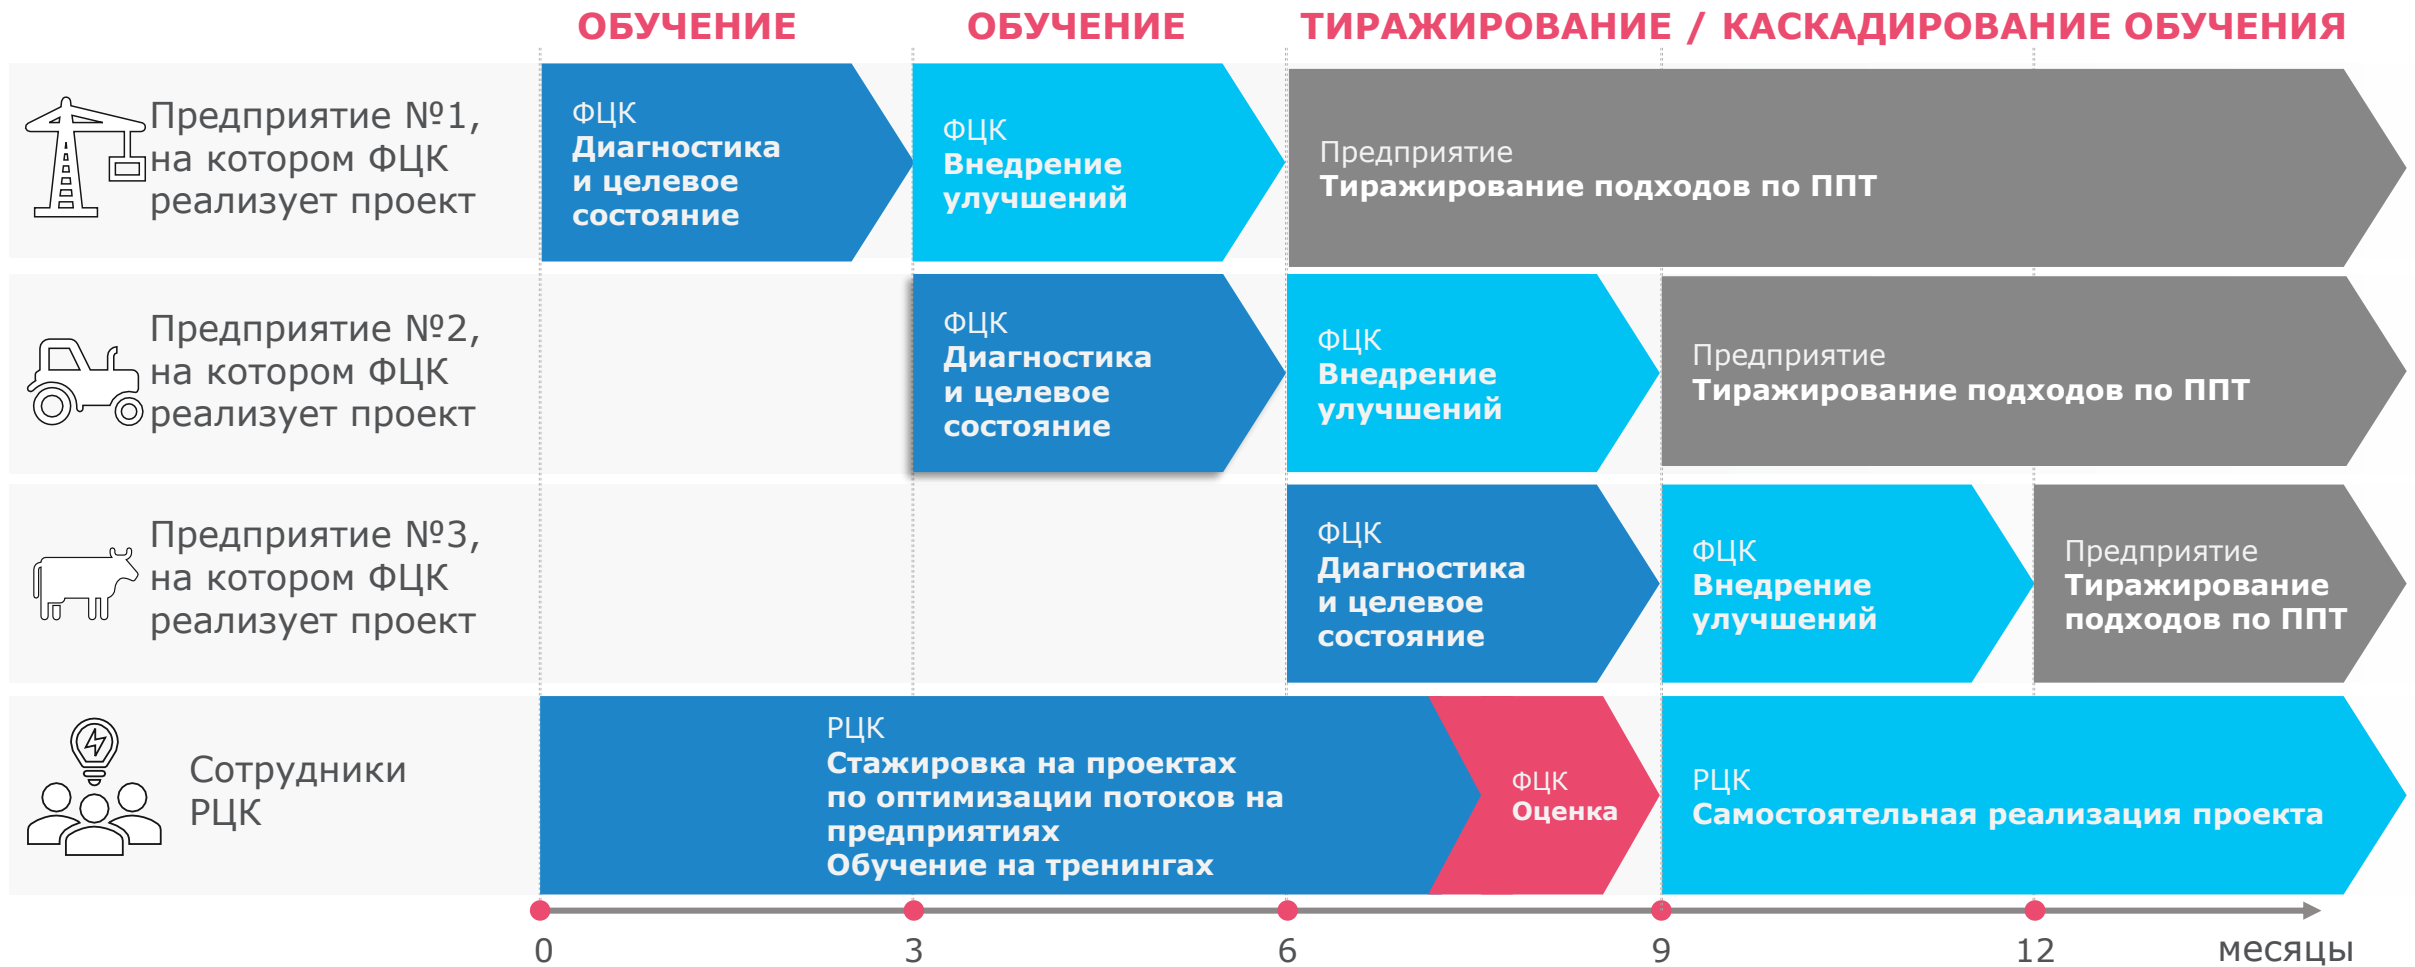 ОБУЧЕНИЕ
ОБУЧЕНИЕ
ТИРАЖИРОВАНИЕ / КАСКАДИРОВАНИЕ ОБУЧЕНИЯ
Предприятие №1,
на котором ФЦК
реализует проект
ФЦК
Диагностика
и целевое
состояние
ФЦК
Внедрение
улучшений
Предприятие
Тиражирование подходов по ППТ
Предприятие №2,
на котором ФЦК
реализует проект
ФЦК
Диагностика
и целевое
состояние
ФЦК
Внедрение
улучшений
Предприятие
Тиражирование подходов по ППТ
Предприятие №3,
на котором ФЦК
реализует проект
ФЦК
Диагностика
и целевое
состояние
ФЦК
Внедрение
улучшений
Предприятие
Тиражирование
подходов по ППТ
Сотрудники
РЦК
РЦК
Стажировка на проектах
по оптимизации потоков на
предприятиях
Обучение на тренингах
ФЦК
Оценка
РЦК
Самостоятельная реализация проекта
0
3
6
9
12
месяцы